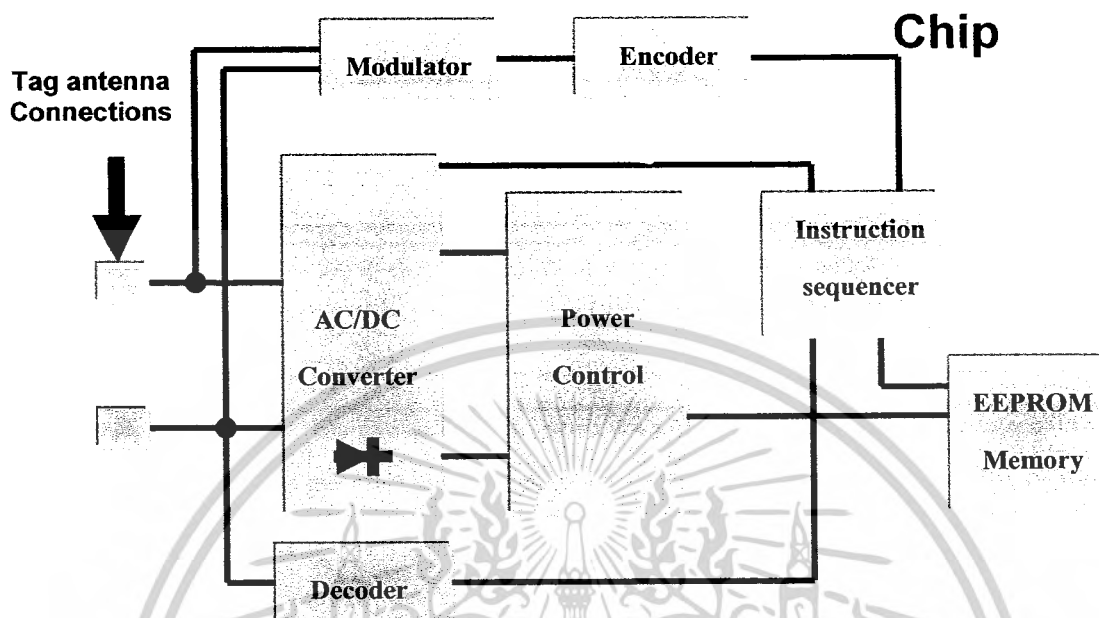 Chip
Tag antenna
Connections
Modulator
Encoder
AC/DC
Converter
Power
Control
Instruction
sequencer
EEPROM
Memory
Decoder